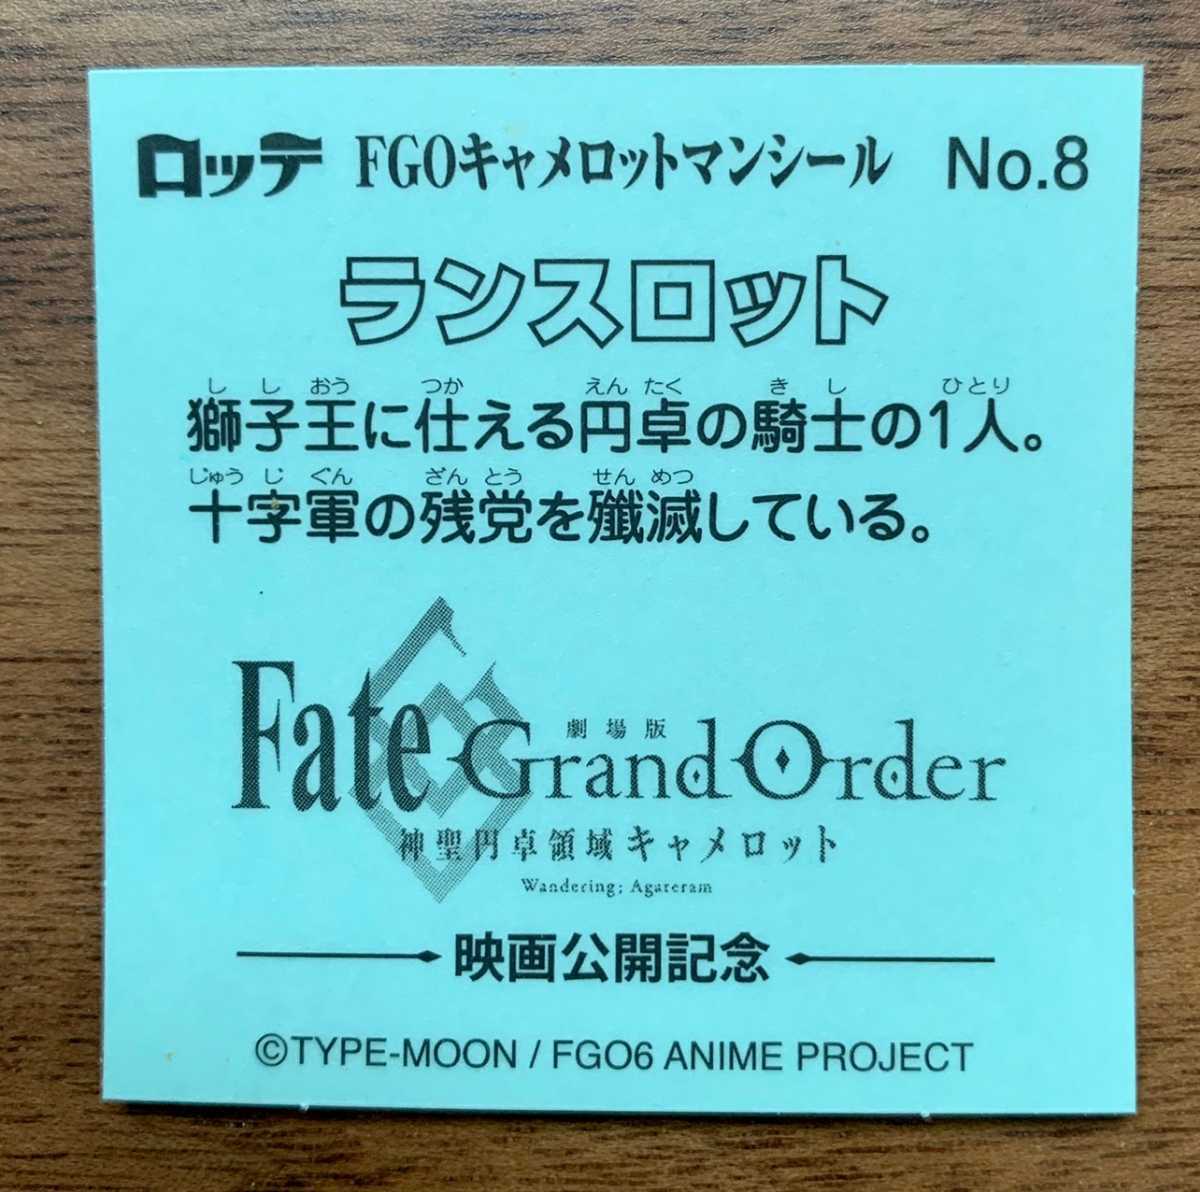 ロッテ FGOキャメロットマンシール No.8
ランスロット
しし おう つか えん たく き し ひとり
獅子王に仕える円卓の騎士の1人。
じゅう じ ぐん ざん とう せん めつ
十字軍の残党を殲滅している。
劇場版
Fate Grand Order
神聖円卓領域キャメロット
Wandering; Agateram
映画公開記念
©TYPE-MOON / FGO6 ANIME PROJECT